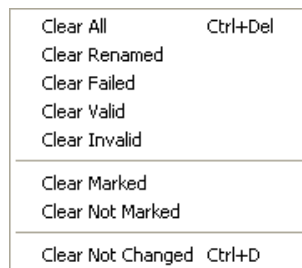 Clear All Ctrl+Del
Clear Renamed
Clear Failed
Clear Valid
Clear Invalid
Clear Marked
Clear Not Marked
Clear Not Changed Ctrl+D